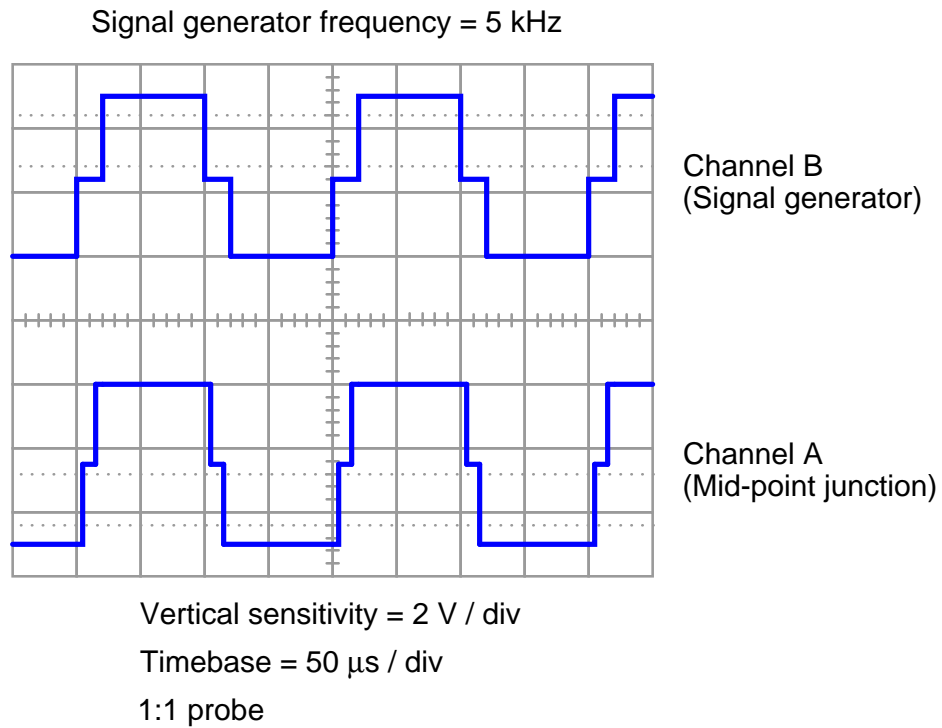 Signal generator frequency = 5 kHz
Channel B
(Signal generator)
Channel A
(Mid-point junction)
Vertical sensitivity = 2 V / div
Timebase = 50 μs / div
1:1 probe